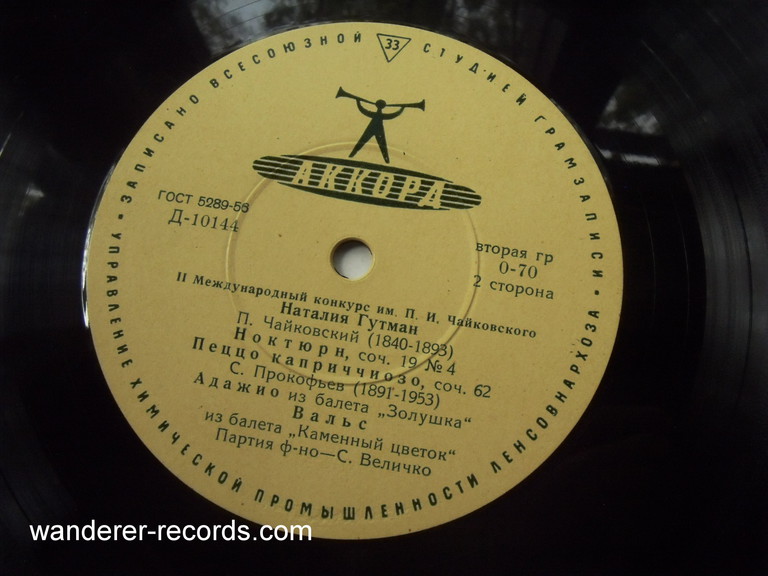 • ЗАПИСАНО ВСЕСОЮЗНОЙ 33 СТУДИЕЙ ГРАМЗАПИСИ •
УПРАВЛЕНИЕ ХИМИЧЕСКОЙ ПРОМЫШЛЕННОСТИ ЛЕНСОВНАРХОЗА
АККОРД
ГОСТ 5289-56
Д-10144
вторая гр
0-70
2 сторона
II Международный конкурс им. П. И. Чайковского
Наталия Гутман
П. Чайковский (1840-1893)
Ноктюрн, соч. 19 № 4
Пеццо каприччиозо, соч. 62
С. Прокофьев (1891-1953)
Адажио из балета „Золушка“
Вальс
из балета „Каменный цветок“
Партия ф-но—С. Величко
wanderer-records.com